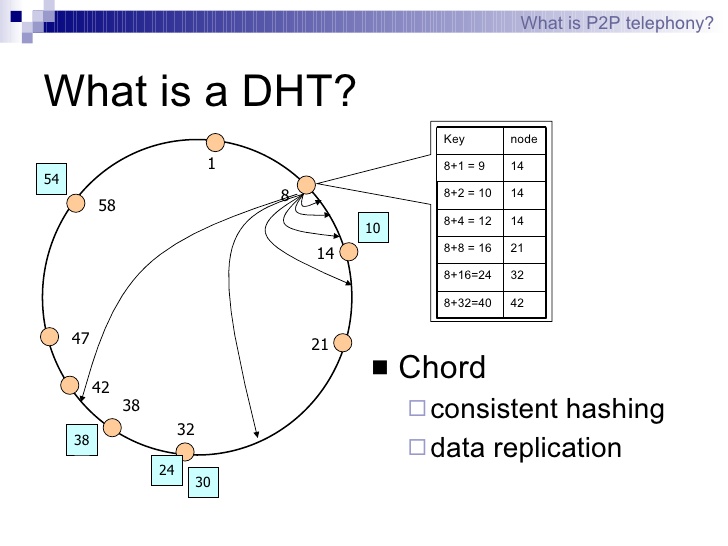 What is P2P telephony?
What is a DHT?
Key node
8+1 = 9 14
8+2 = 10 14
8+4 = 12 14
8+8 = 16 21
8+16=24 32
8+32=40 42
1
8
54
58
10
14
47
21
42
38
38
32
24
30
Chord
consistent hashing
data replication